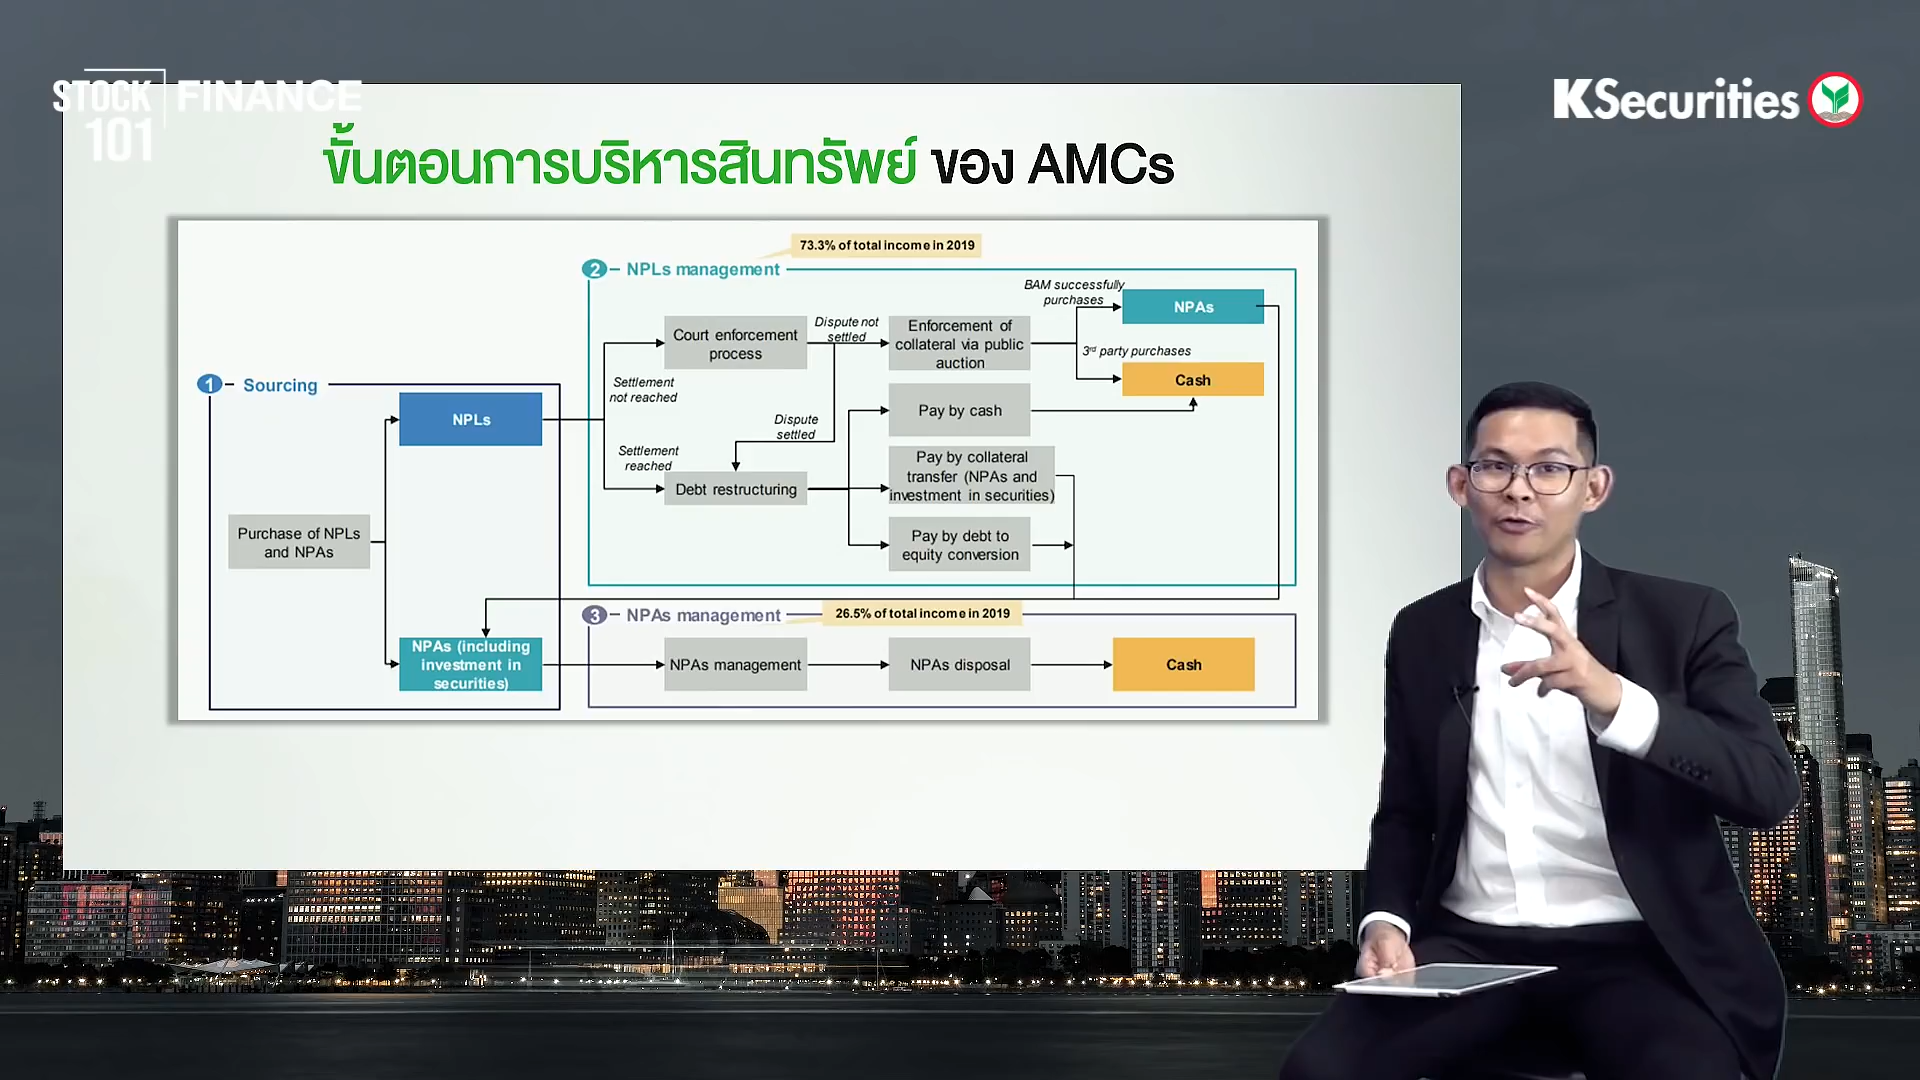 STOCK
101
FINANCE
KSecurities
ขั้นตอนการบริหารสินทรัพย์ ของ AMCs
73.3% of total income in 2019
2
NPLs management
BAM successfully
purchases
NPAs
Court enforcement
process
Dispute not
settled
Enforcement of
collateral via public
auction
3rd party purchases
Cash
1
Sourcing
NPLs
Settlement
not reached
Dispute
settled
Pay by cash
Settlement
reached
Debt restructuring
Pay by collateral
transfer (NPAs and
investment in securities)
Purchase of NPLs
and NPAs
Pay by debt to
equity conversion
3
NPAs management
26.5% of total income in 2019
NPAs (including
investment in
securities)
NPAs management
NPAs disposal
Cash